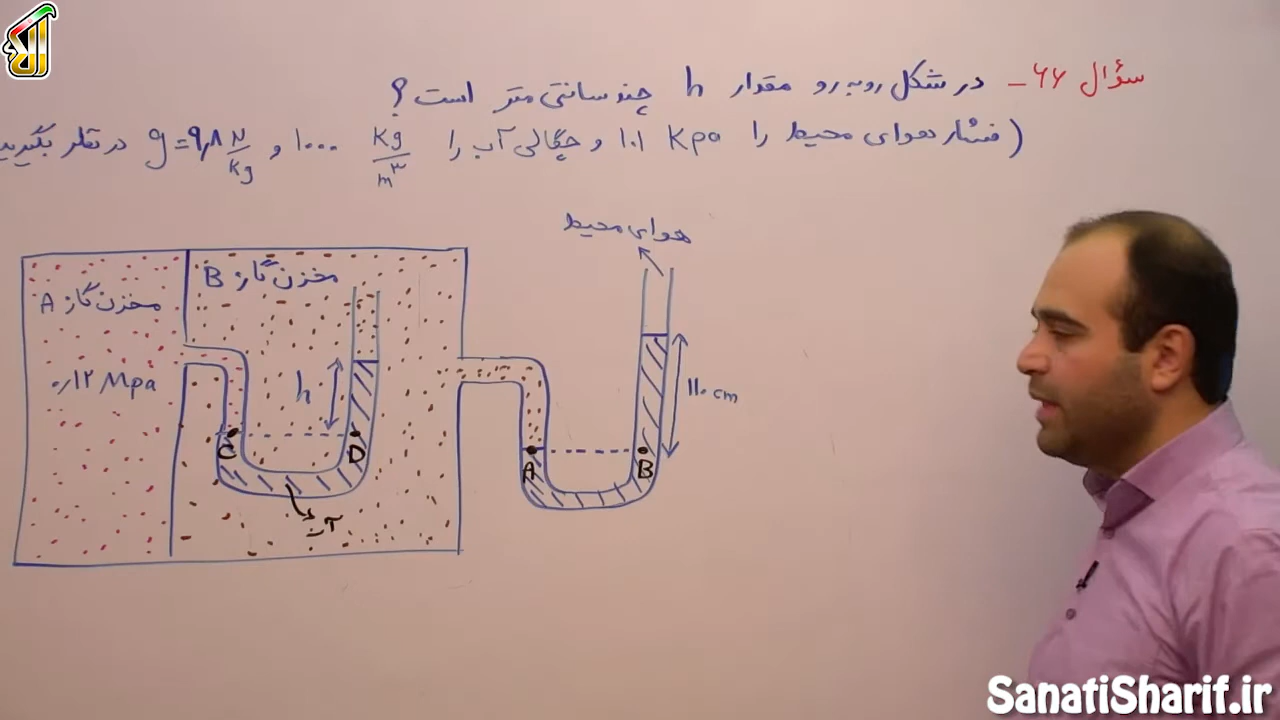 سؤال ۶۶ـ در شکل روبه رو مقدار h چند سانتی متر است؟
(فشار هوای محیط را ۱۰۱ KPa و چگالی آب را ۱۰۰۰ Kg/m³ و g=۹٫۸ N/kg در نظر بگیرید
هوای محیط
مخزن گاز B
مخزن گاز A
۰٫۱۲ MPa
h
۱۱۰ cm
C
D
A
B
آب
SanatiSharif.ir